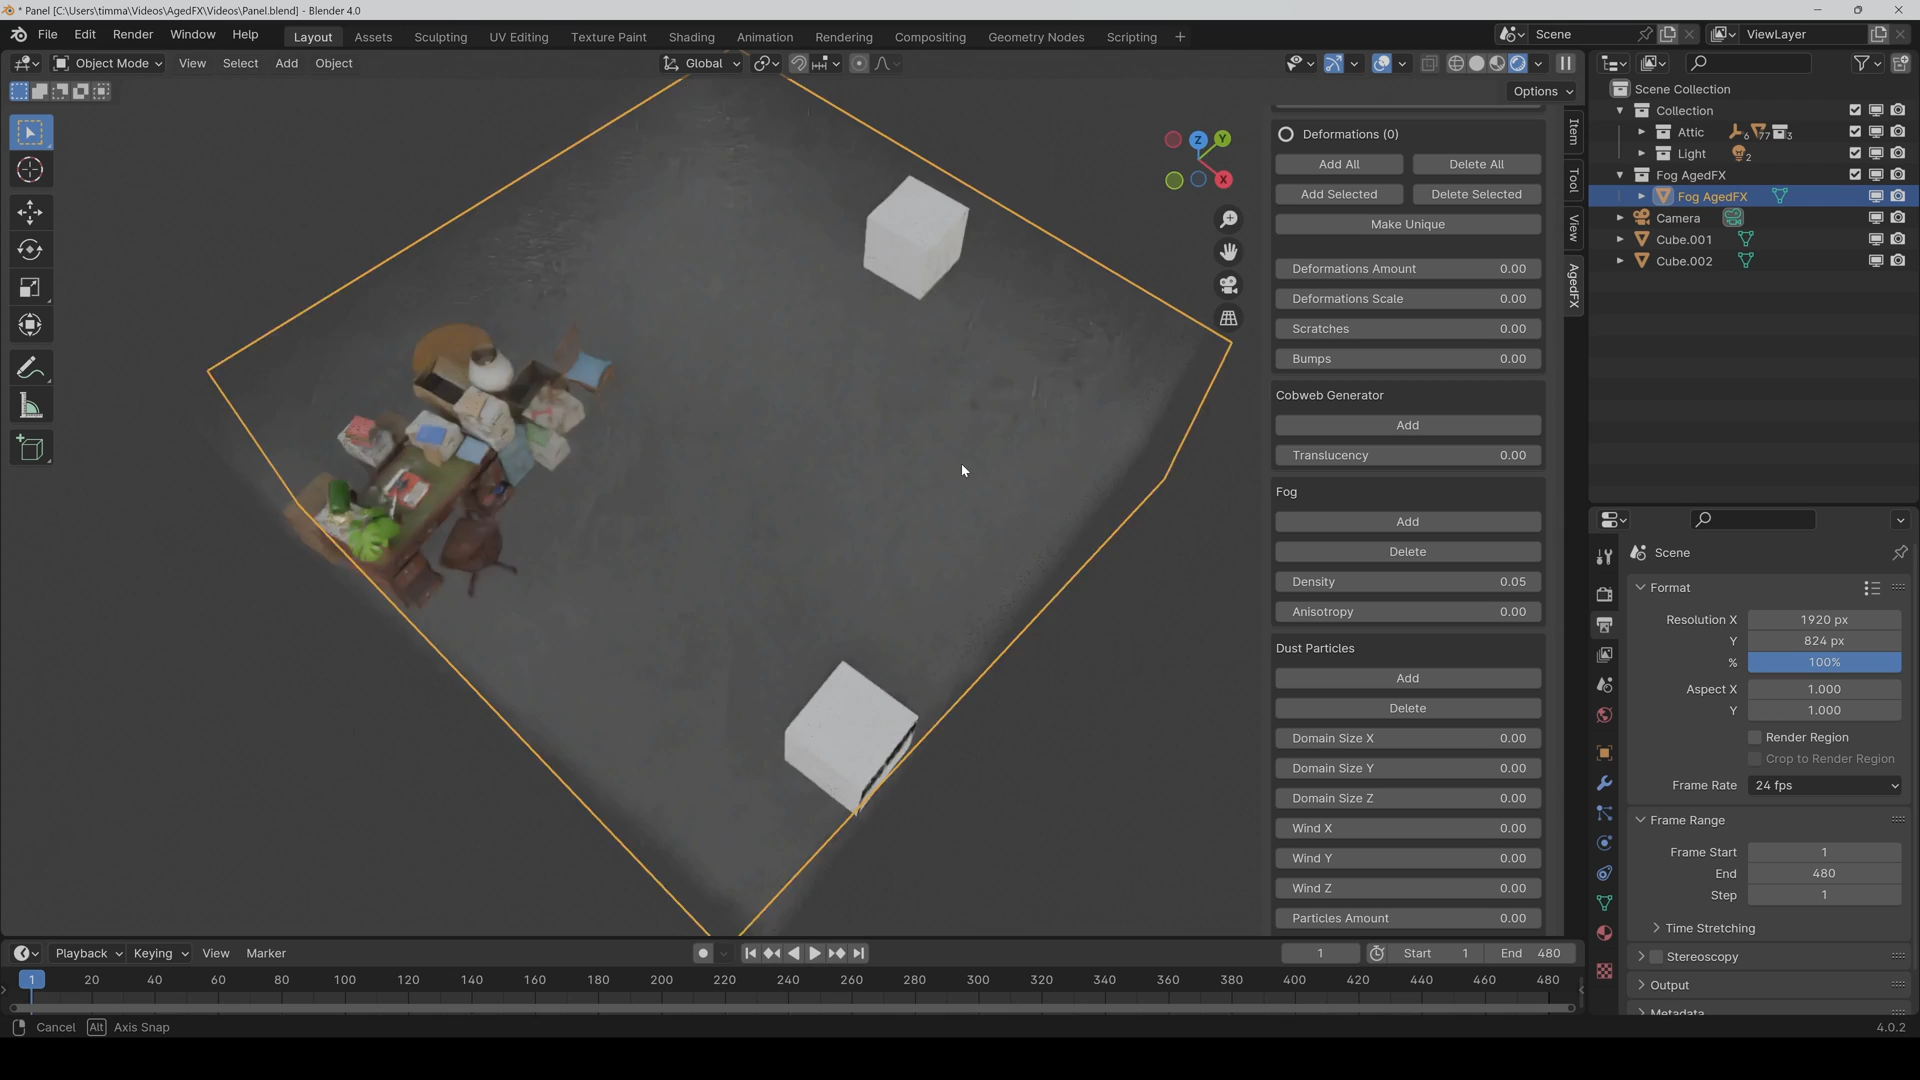 * Panel [C:\Users\timma\Videos\AgedFX\Videos\Panel.blend] - Blender 4.0
File Edit Render Window Help Layout Assets Sculpting UV Editing Texture Paint Shading Animation Rendering Compositing Geometry Nodes Scripting + Scene ViewLayer
Object Mode View Select Add Object Global
Options
Scene Collection
Collection
Attic 6 77 3
Light 2
Fog AgedFX
Fog AgedFX
Camera
Cube.001
Cube.002
Z Y
X
Item
Tool
View
AgedFX
Deformations (0)
Add All Delete All
Add Selected Delete Selected
Make Unique
Deformations Amount 0.00
Deformations Scale 0.00
Scratches 0.00
Bumps 0.00
Cobweb Generator
Add
Translucency 0.00
Fog
Add
Delete
Density 0.05
Anisotropy 0.00
Dust Particles
Add
Delete
Domain Size X 0.00
Domain Size Y 0.00
Domain Size Z 0.00
Wind X 0.00
Wind Y 0.00
Wind Z 0.00
Particles Amount 0.00
Scene
Format
Resolution X 1920 px
Y 824 px
% 100%
Aspect X 1.000
Y 1.000
Render Region
Crop to Render Region
Frame Rate 24 fps
Frame Range
Frame Start 1
End 480
Step 1
Time Stretching
Stereoscopy
Output
Metadata
Playback Keying View Marker 1 Start 1 End 480
1 20 40 60 80 100 120 140 160 180 200 220 240 260 280 300 320 340 360 380 400 420 440 460 480
Cancel Alt Axis Snap
4.0.2